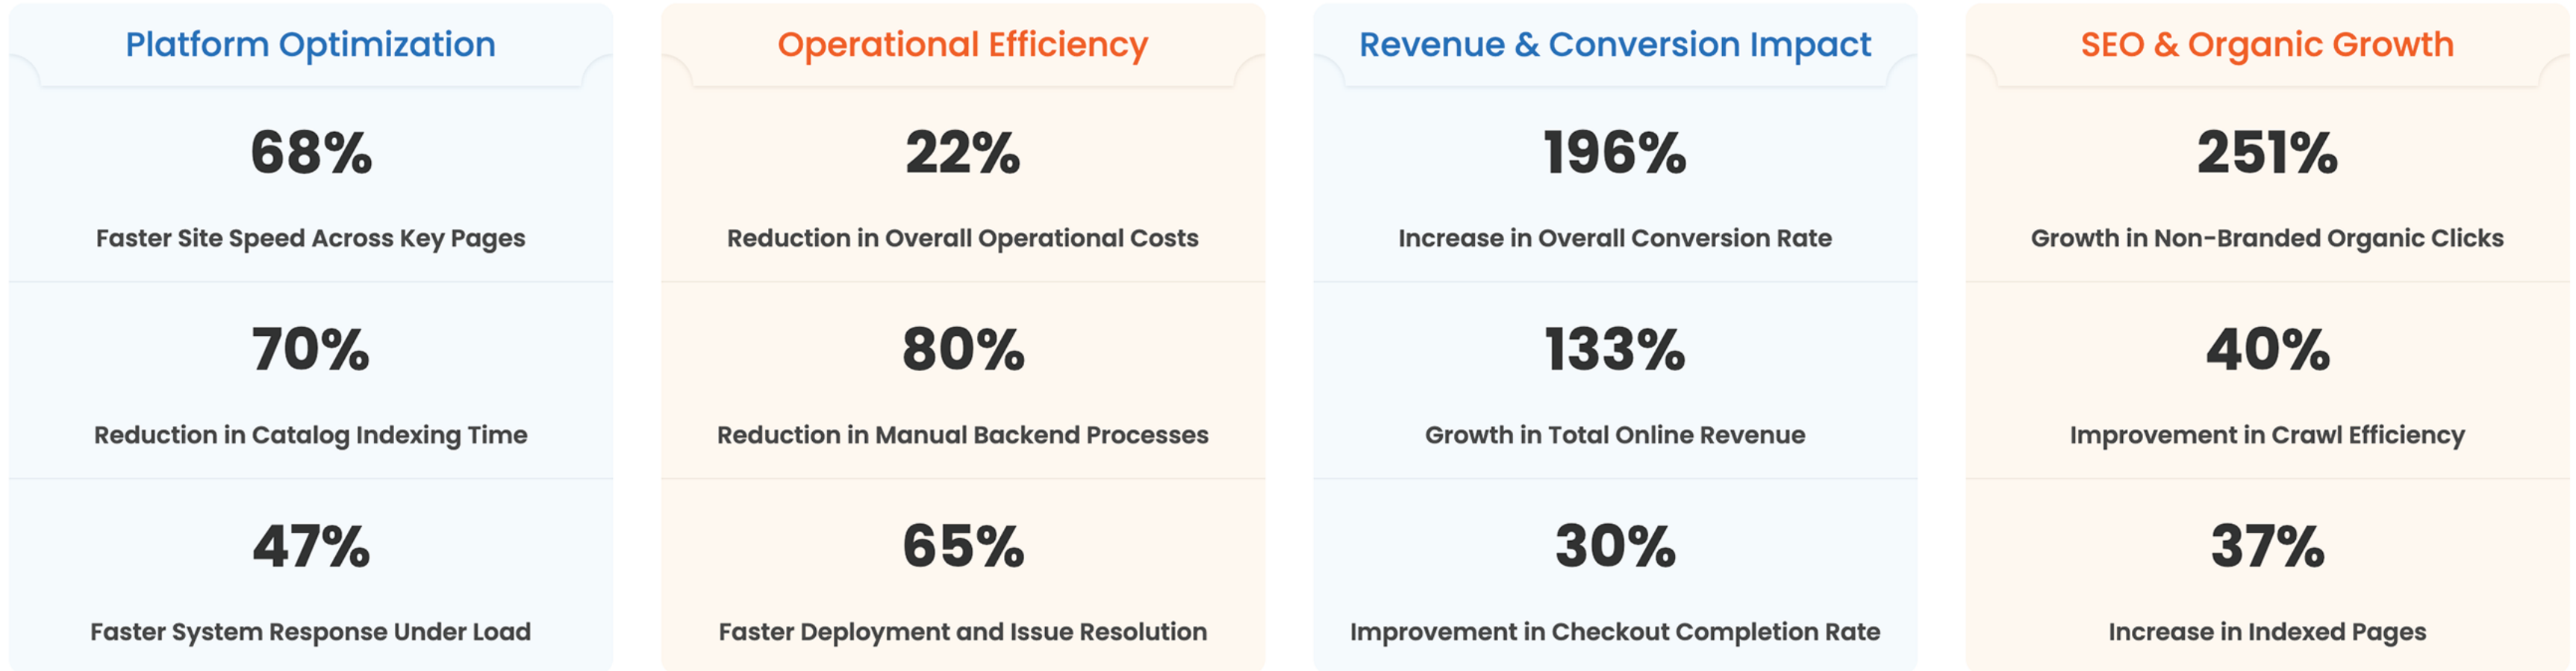 Platform Optimization
68%
Faster Site Speed Across Key Pages
70%
Reduction in Catalog Indexing Time
47%
Faster System Response Under Load
Operational Efficiency
22%
Reduction in Overall Operational Costs
80%
Reduction in Manual Backend Processes
65%
Faster Deployment and Issue Resolution
Revenue & Conversion Impact
196%
Increase in Overall Conversion Rate
133%
Growth in Total Online Revenue
30%
Improvement in Checkout Completion Rate
SEO & Organic Growth
251%
Growth in Non-Branded Organic Clicks
40%
Improvement in Crawl Efficiency
37%
Increase in Indexed Pages